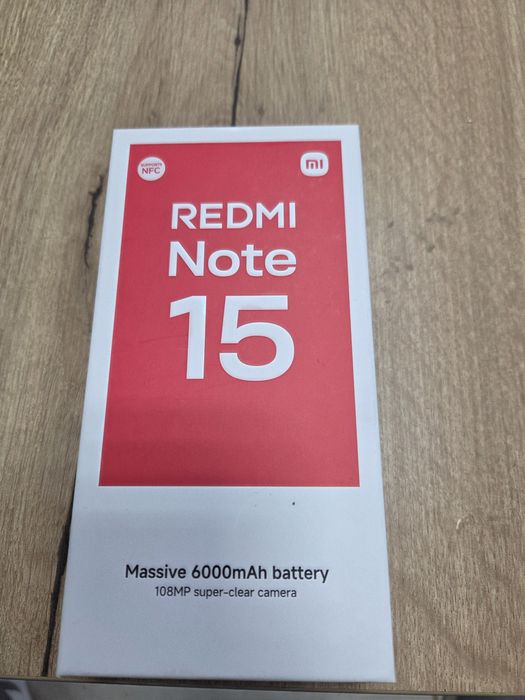 SUPPORTS
NFC
mi
REDMI
Note
15
Massive 6000mAh battery
108MP super-clear camera